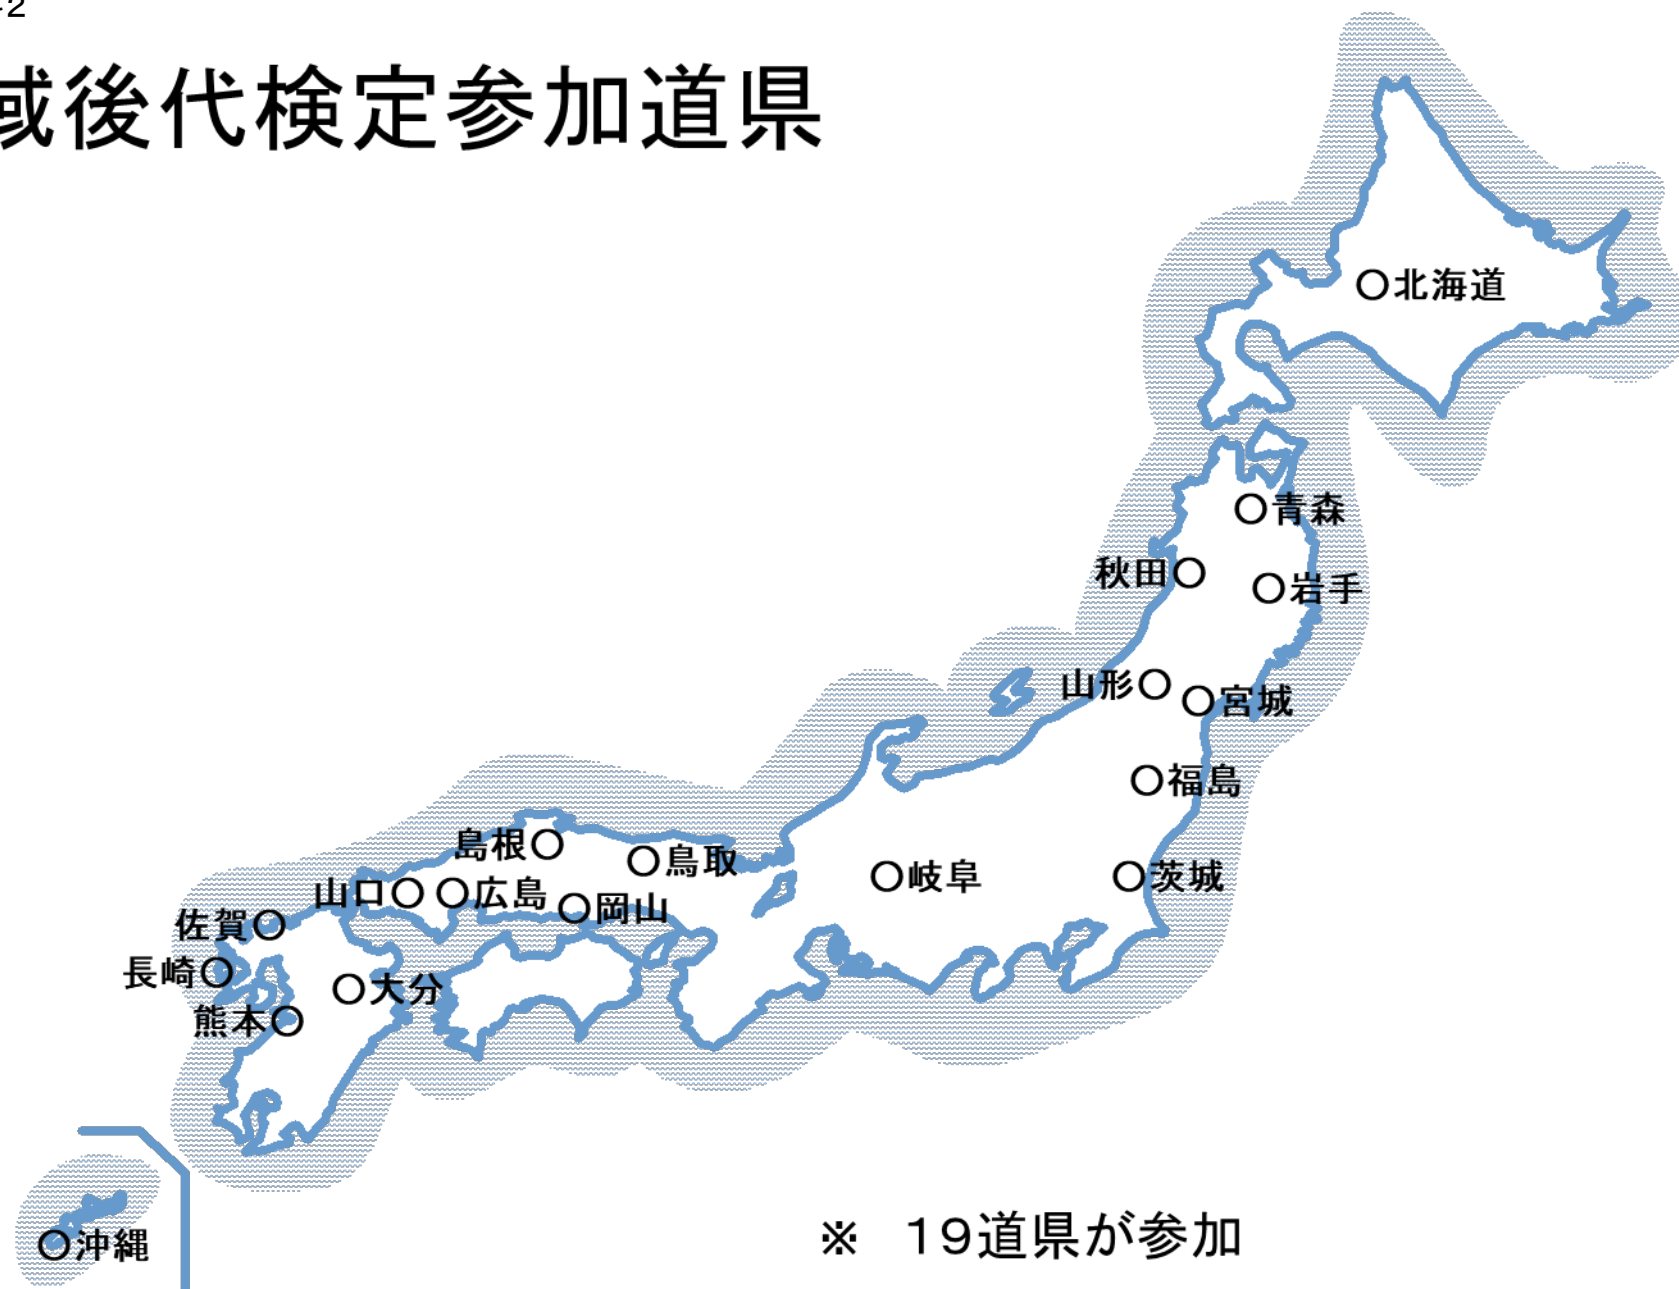 域後代検定参加道県
○北海道
○青森
秋田○
○岩手
山形○
○宮城
○福島
島根○
○鳥取
○岐阜
○茨城
山口○
○広島
○岡山
佐賀○
長崎○
○大分
熊本○
○沖縄
※　１９道県が参加